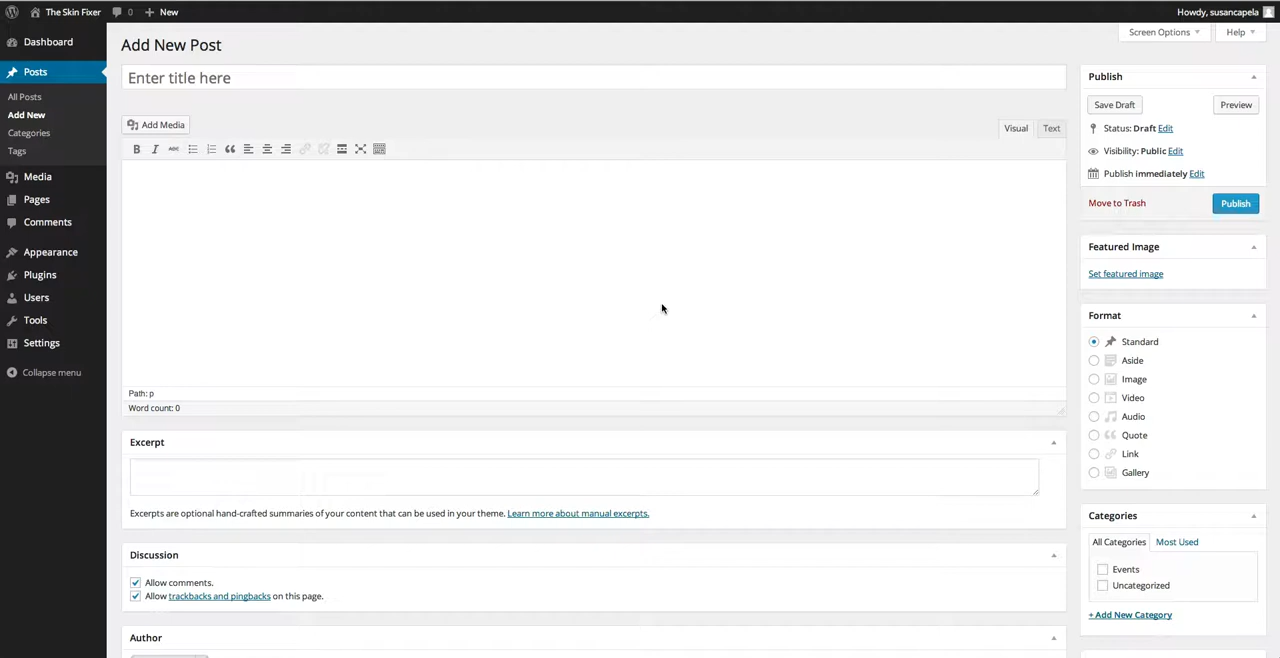 The Skin Fixer 0 New Howdy, susancapela
Dashboard
Posts
All Posts
Add New
Categories
Tags
Media
Pages
Comments
Appearance
Plugins
Users
Tools
Settings
Collapse menu
Screen Options Help
Add New Post
Enter title here
Add Media
Visual Text
B I ABC
Path: p
Word count: 0
Excerpt
Excerpts are optional hand-crafted summaries of your content that can be used in your theme. Learn more about manual excerpts.
Discussion
Allow comments.
Allow trackbacks and pingbacks on this page.
Author
Publish
Save Draft Preview
Status: Draft Edit
Visibility: Public Edit
Publish immediately Edit
Move to Trash Publish
Featured Image
Set featured image
Format
Standard
Aside
Image
Video
Audio
Quote
Link
Gallery
Categories
All Categories Most Used
Events
Uncategorized
+ Add New Category